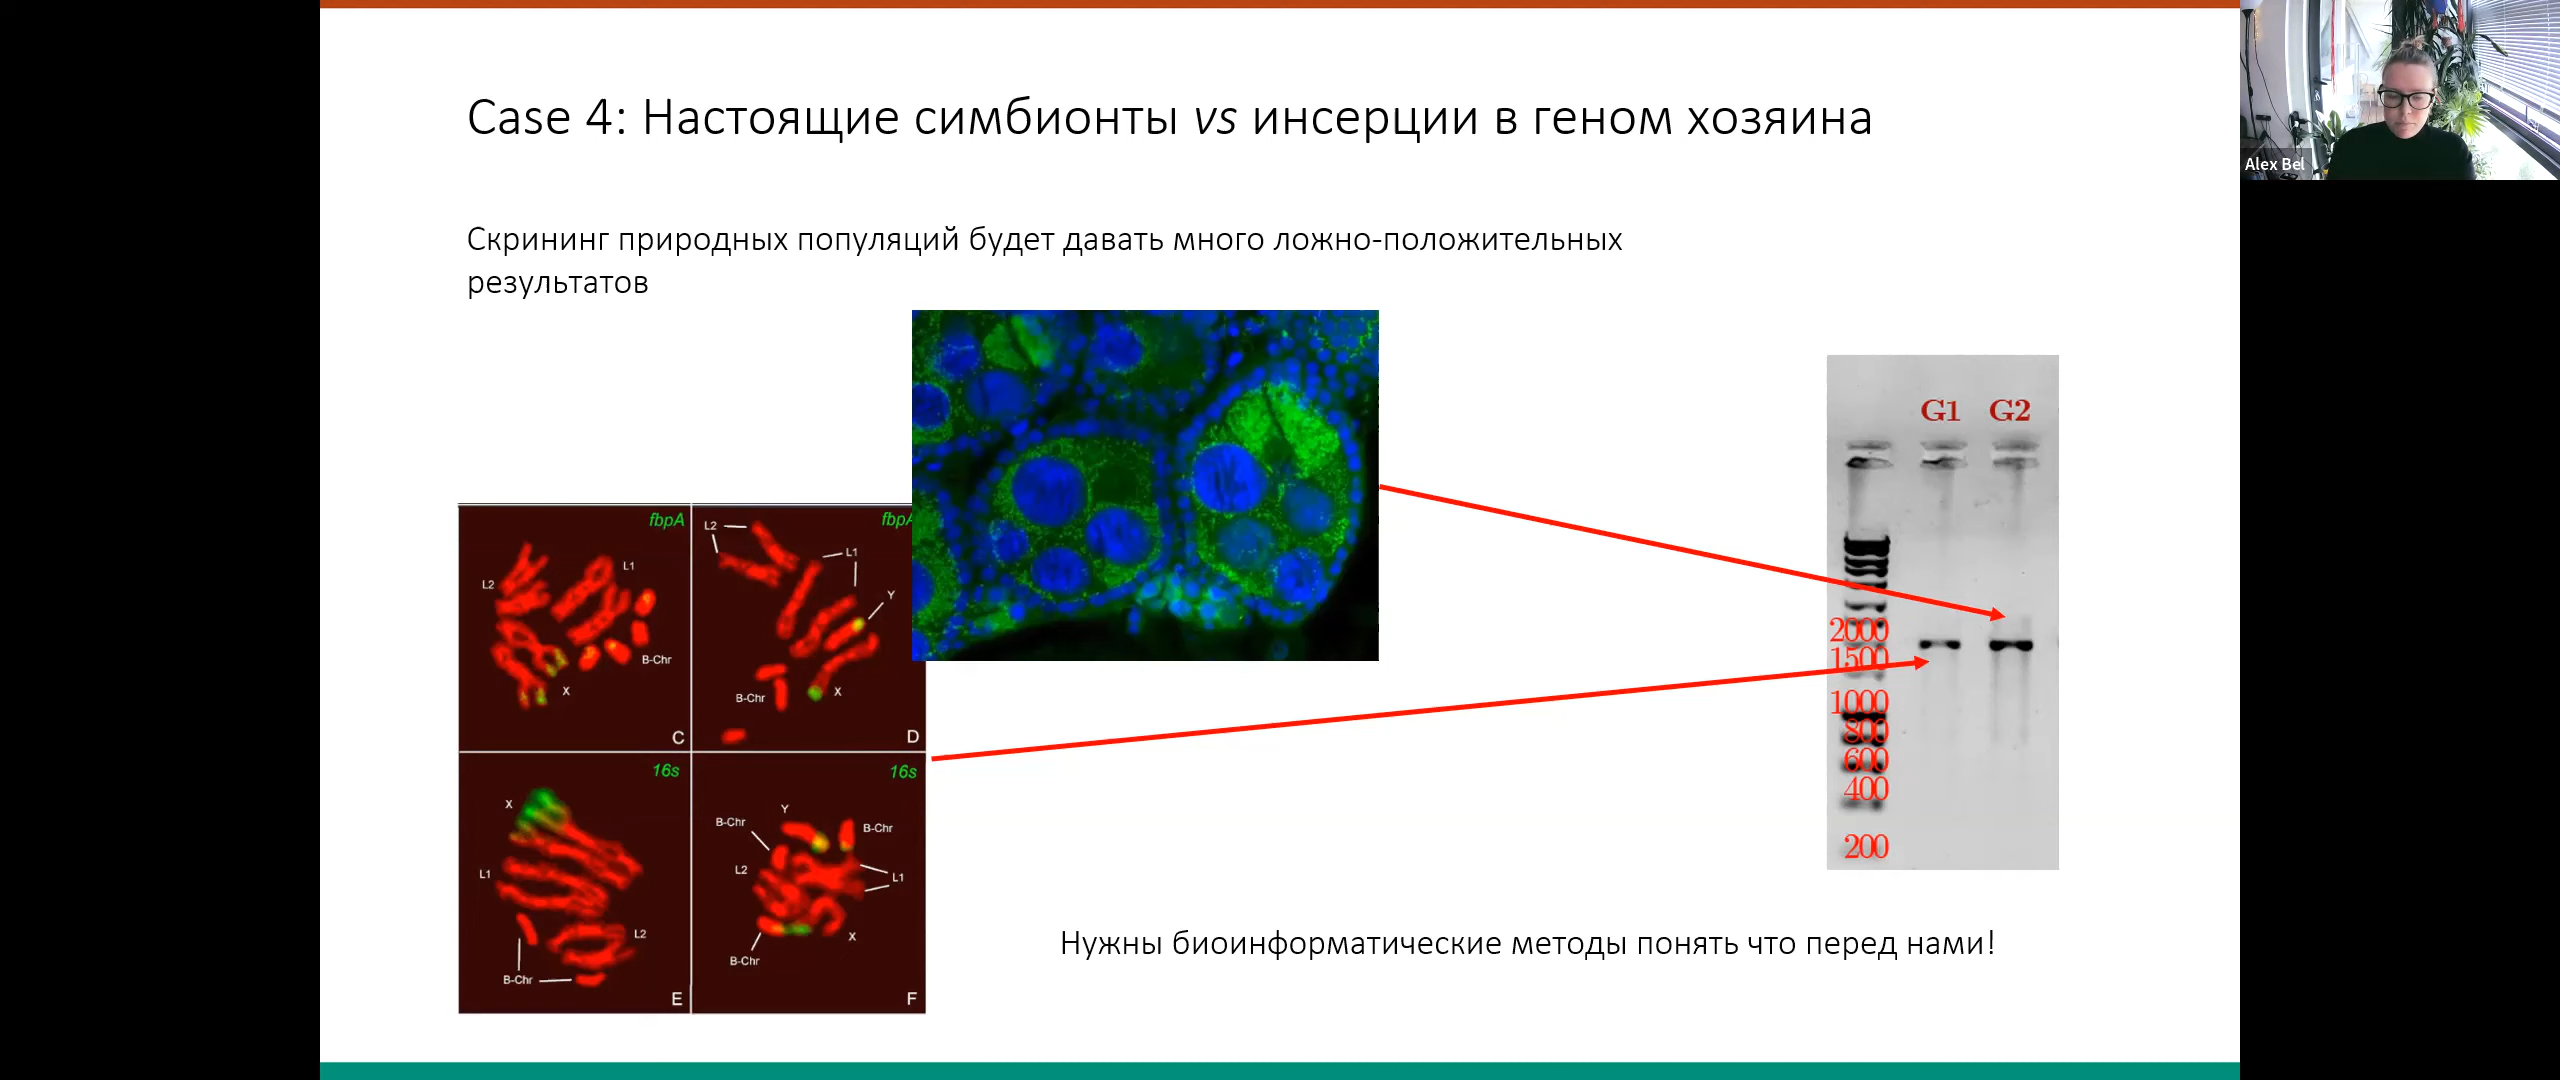 Case 4: Настоящие симбионты vs инсерции в геном хозяина
Alex Bel
Скрининг природных популяций будет давать много ложно-положительных
результатов
G1 G2
fbpA
L2
L1
B-Chr
X
C
fbpA
L2
L1
Y
B-Chr
X
D
16s
X
L1
L2
B-Chr
E
16s
Y
B-Chr
B-Chr
L2
L1
X
B-Chr
F
2000
1500
1000
800
600
400
200
Нужны биоинформатические методы понять что перед нами!